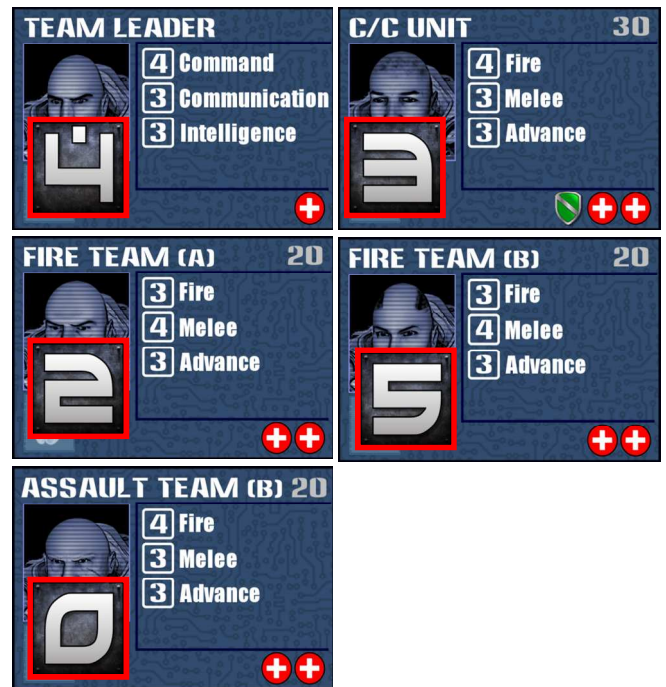 TEAM LEADER
4 Command
3 Communication
3 Intelligence
4
C/C UNIT 30
4 Fire
3 Melee
3 Advance
3
FIRE TEAM (A) 20
3 Fire
4 Melee
3 Advance
2
FIRE TEAM (B) 20
3 Fire
4 Melee
3 Advance
5
ASSAULT TEAM (B) 20
4 Fire
3 Melee
3 Advance
0